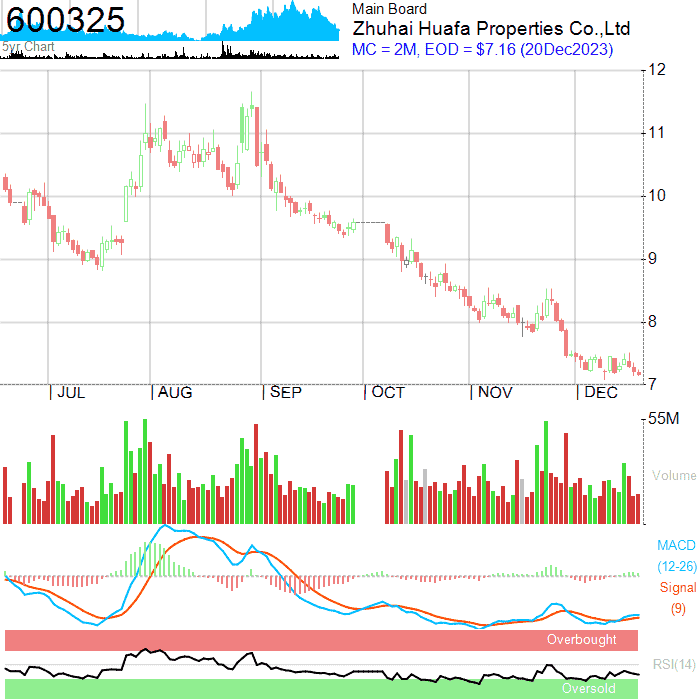 600325
5yr Chart
Main Board
Zhuhai Huafa Properties Co.,Ltd
MC = 2M, EOD = $7.16 (20Dec2023)
12
11
10
9
8
7
JUL AUG SEP OCT NOV DEC
55M
Volume
MACD
(12-26)
Signal
(9)
Overbought
RSI(14)
Oversold